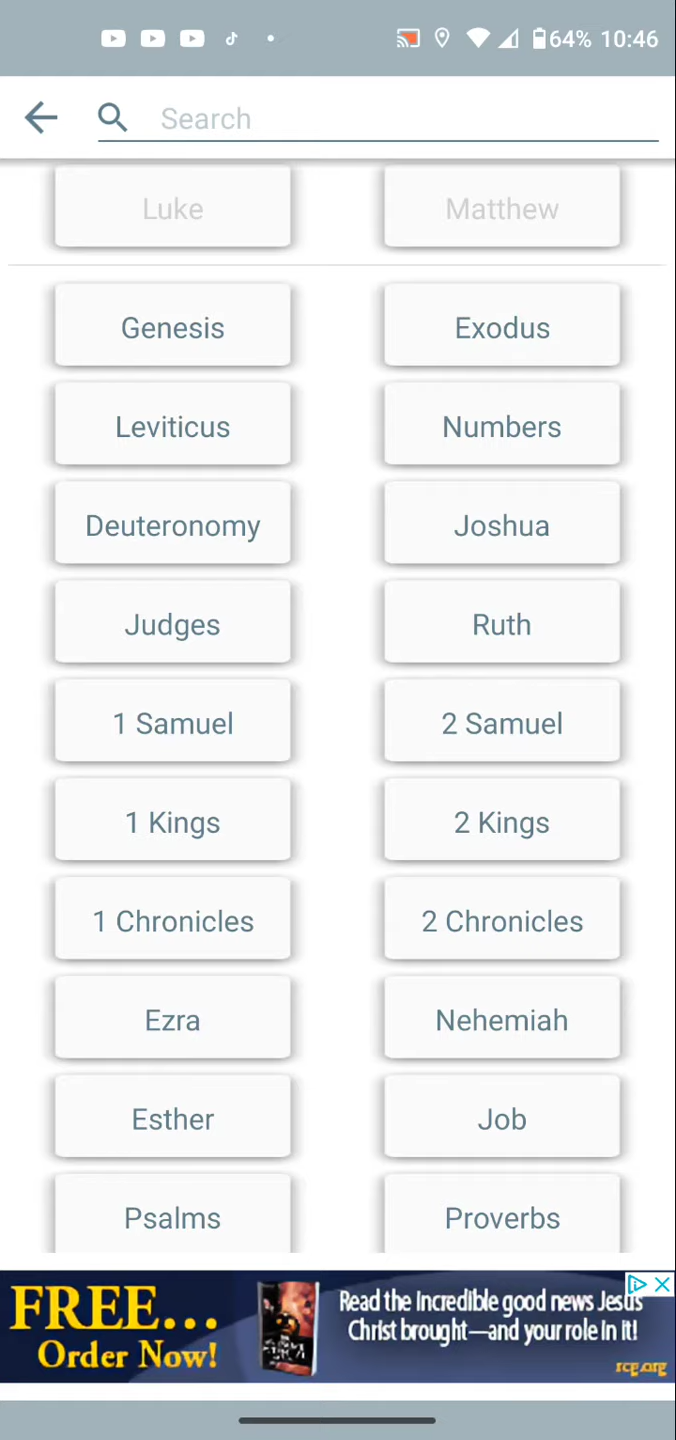 64% 10:46
Search
Luke Matthew
Genesis Exodus
Leviticus Numbers
Deuteronomy Joshua
Judges Ruth
1 Samuel 2 Samuel
1 Kings 2 Kings
1 Chronicles 2 Chronicles
Ezra Nehemiah
Esther Job
Psalms Proverbs
FREE...
Order Now!
Read the incredible good news Jesus
Christ brought—and your role in it!
rcg.org